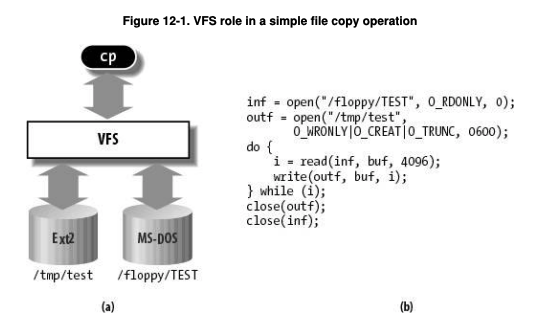 Figure 12-1. VFS role in a simple file copy operation
cp
VFS
Ext2
MS-DOS
/tmp/test
/floppy/TEST
(a)
inf = open("/floppy/TEST", O_RDONLY, 0);
outf = open("/tmp/test",
O_WRONLY|O_CREAT|O_TRUNC, 0600);
do {
i = read(inf, buf, 4096);
write(outf, buf, i);
} while (i);
close(outf);
close(inf);
(b)